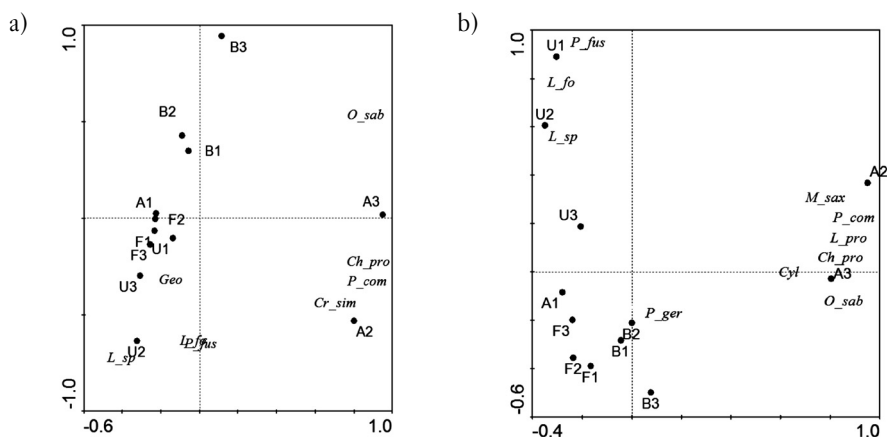 a)
1.0
B3
B2
O_sab
B1
A1
A3
F2
F1
U1
F3
Ch_pro
U3
Geo
P_com
Cr_sim
A2
U2
P_fus
L_sp
-1.0
-0.6
1.0
b)
1.0
U1
P_fus
L_fo
U2
L_sp
A2
M_sax
P_com
U3
L_pro
Ch_pro
Cyl
A3
A1
O_sab
P_ger
F3
B2
B1
F2
F1
B3
-0.6
-0.4
1.0